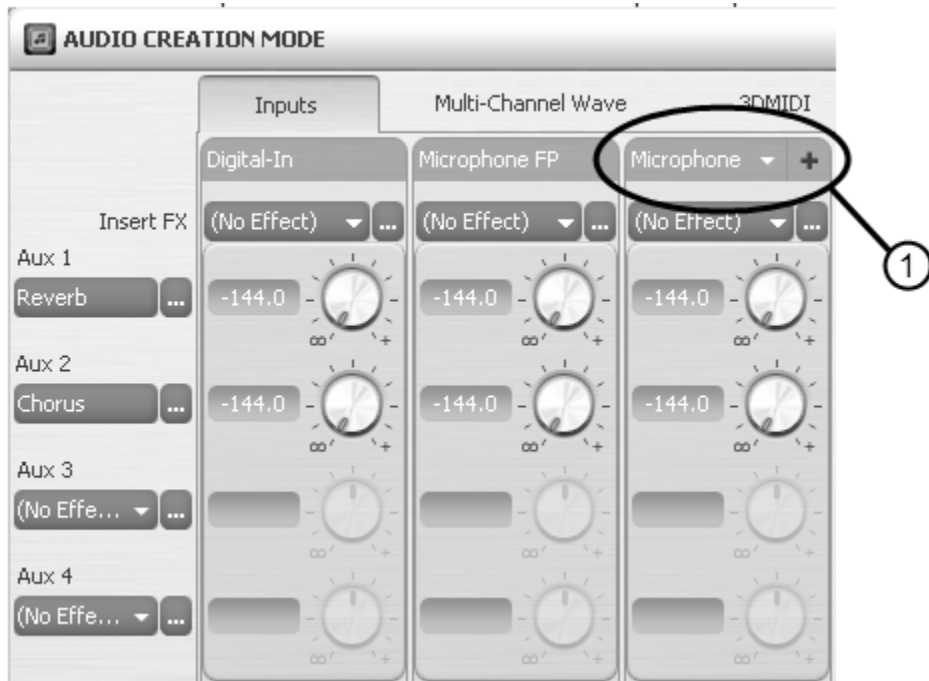 AUDIO CREATION MODE
Inputs Multi-Channel Wave 3DMIDI
Digital-In Microphone FP Microphone +
Insert FX (No Effect) ... (No Effect) ... (No Effect) ...
1
Aux 1
Reverb ... -144.0 -144.0 -144.0
∞ + ∞ + ∞ +
Aux 2
Chorus ... -144.0 -144.0 -144.0
∞ + ∞ + ∞ +
Aux 3
(No Effe... ...
∞ + ∞ + ∞ +
Aux 4
(No Effe... ...
∞ + ∞ + ∞ +